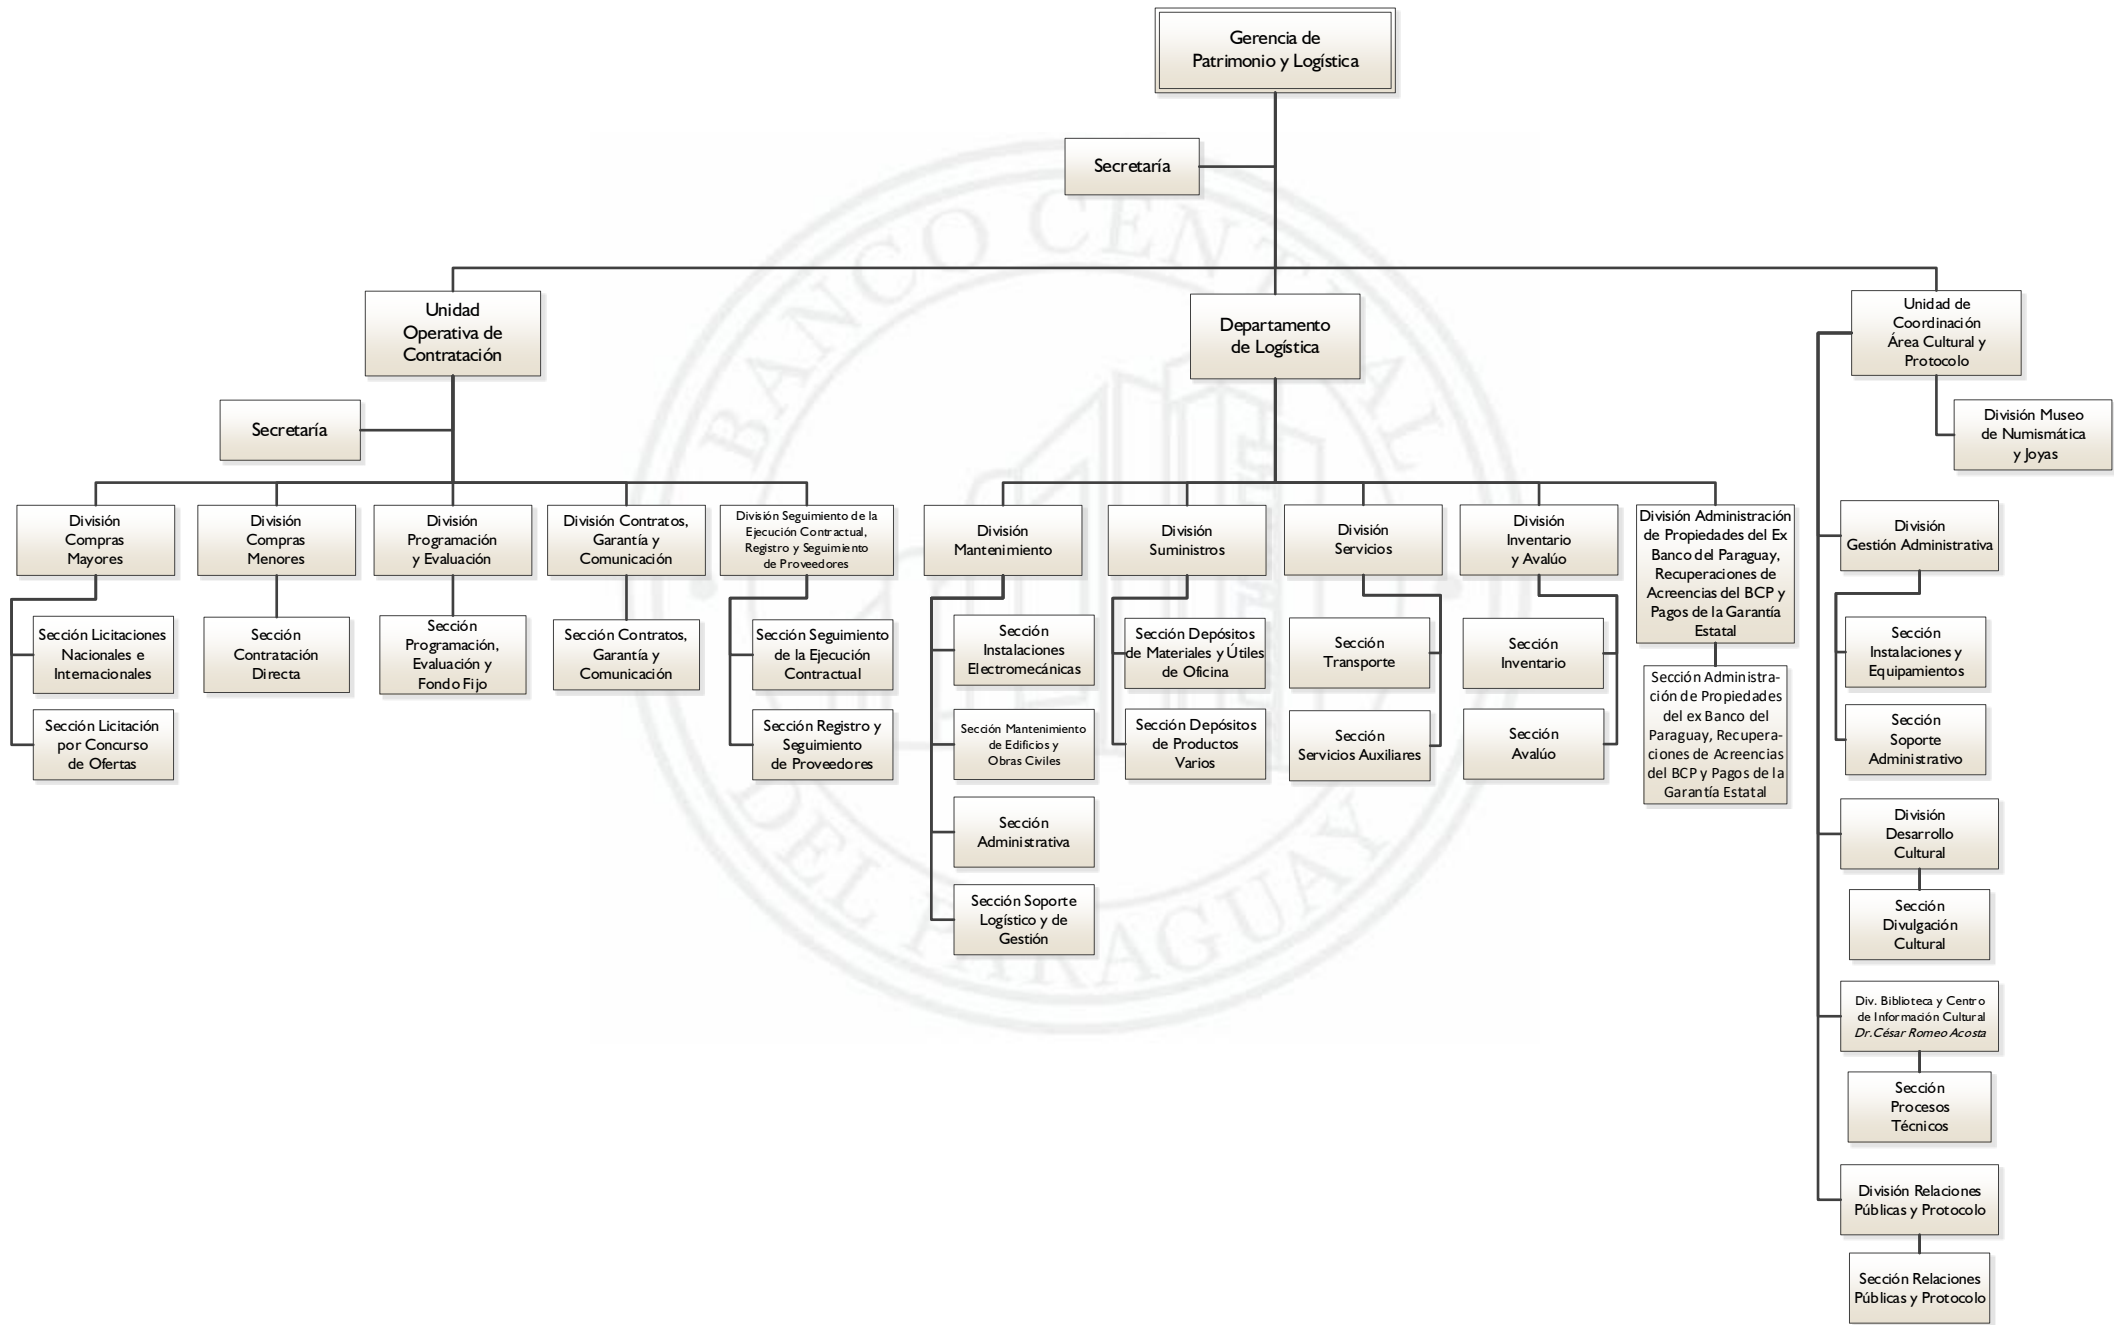 Gerencia de
Patrimonio y Logística
Secretaría
BANCO CENTRAL
DEL PARAGUAY
Unidad
Operativa de
Contratación
Departamento
de Logística
Unidad de
Coordinación
Área Cultural y
Protocolo
Secretaría
División Museo
de Numismática
y Joyas
División
Compras
Mayores
División
Compras
Menores
División
Programación
y Evaluación
División Contratos,
Garantía y
Comunicación
División Seguimiento de la
Ejecución Contractual,
Registro y Seguimiento
de Proveedores
División
Mantenimiento
División
Suministros
División
Servicios
División
Inventario
y Avalúo
División Administración
de Propiedades del Ex
Banco del Paraguay,
Recuperaciones de
Acreencias del BCP y
Pagos de la Garantía
Estatal
División
Gestión Administrativa
Sección Licitaciones
Nacionales e
Internacionales
Sección
Contratación
Directa
Sección
Programación,
Evaluación y
Fondo Fijo
Sección Contratos,
Garantía y
Comunicación
Sección Seguimiento
de la Ejecución
Contractual
Sección
Instalaciones
Electromecánicas
Sección Depósitos
de Materiales y Útiles
de Oficina
Sección
Transporte
Sección
Inventario
Sección Administra-
ción de Propiedades
del ex Banco del
Paraguay, Recupera-
ciones de Acreencias
del BCP y Pagos de la
Garantía Estatal
Sección
Instalaciones y
Equipamientos
Sección Licitación
por Concurso
de Ofertas
Sección Registro y
Seguimiento
de Proveedores
Sección Mantenimiento
de Edificios y
Obras Civiles
Sección Depósitos
de Productos
Varios
Sección
Servicios Auxiliares
Sección
Avalúo
Sección
Soporte
Administrativo
Sección
Administrativa
División
Desarrollo
Cultural
Sección Soporte
Logístico y de
Gestión
Sección
Divulgación
Cultural
Div. Biblioteca y Centro
de Información Cultural
Dr.César Romeo Acosta
Sección
Procesos
Técnicos
División Relaciones
Públicas y Protocolo
Sección Relaciones
Públicas y Protocolo